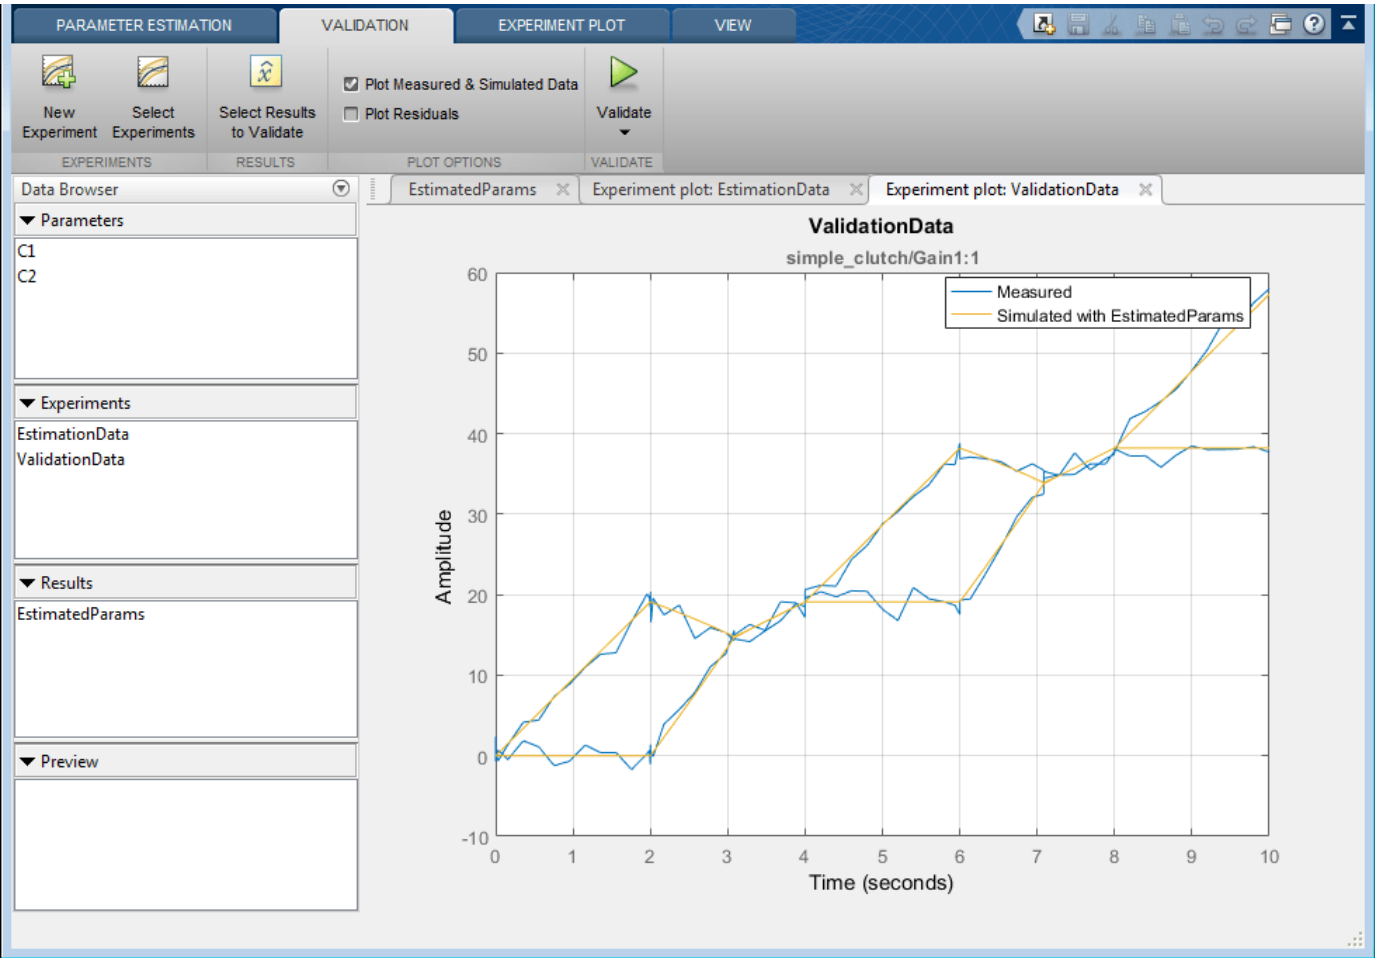 PARAMETER ESTIMATION VALIDATION EXPERIMENT PLOT VIEW
New Experiment
Select Experiments
Select Results to Validate
Plot Measured & Simulated Data
Plot Residuals
Validate
EXPERIMENTS RESULTS PLOT OPTIONS VALIDATE
Data Browser
Parameters
C1
C2
Experiments
EstimationData
ValidationData
Results
EstimatedParams
Preview
EstimatedParams Experiment plot: EstimationData Experiment plot: ValidationData
ValidationData
simple_clutch/Gain1:1
Measured
Simulated with EstimatedParams
Amplitude
60
50
40
30
20
10
0
-10
0 1 2 3 4 5 6 7 8 9 10
Time (seconds)